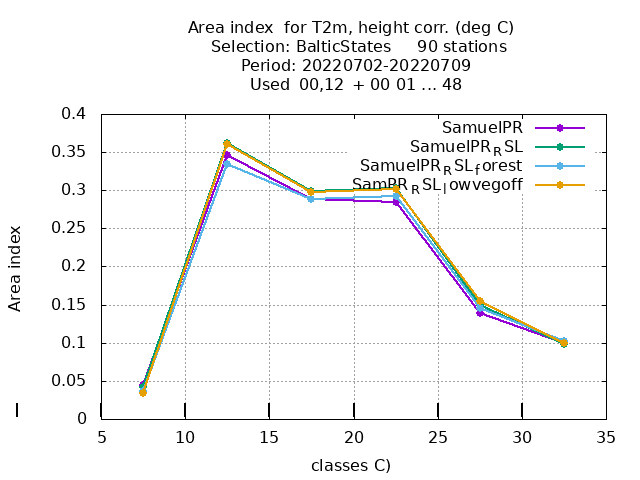 Area index for T2m, height corr. (deg C)
Selection: BalticStates 90 stations
Period: 20220702-20220709
Used 00,12 + 00 01 ... 48
0.4
0.35
0.3
0.25
0.2
0.15
0.1
0.05
0
SamuelPR
SamuelPR_RSL
SamuelPR_RSL_forest
SamPR_RSL_lowvegoff
Area index
5 10 15 20 25 30 35
classes C)